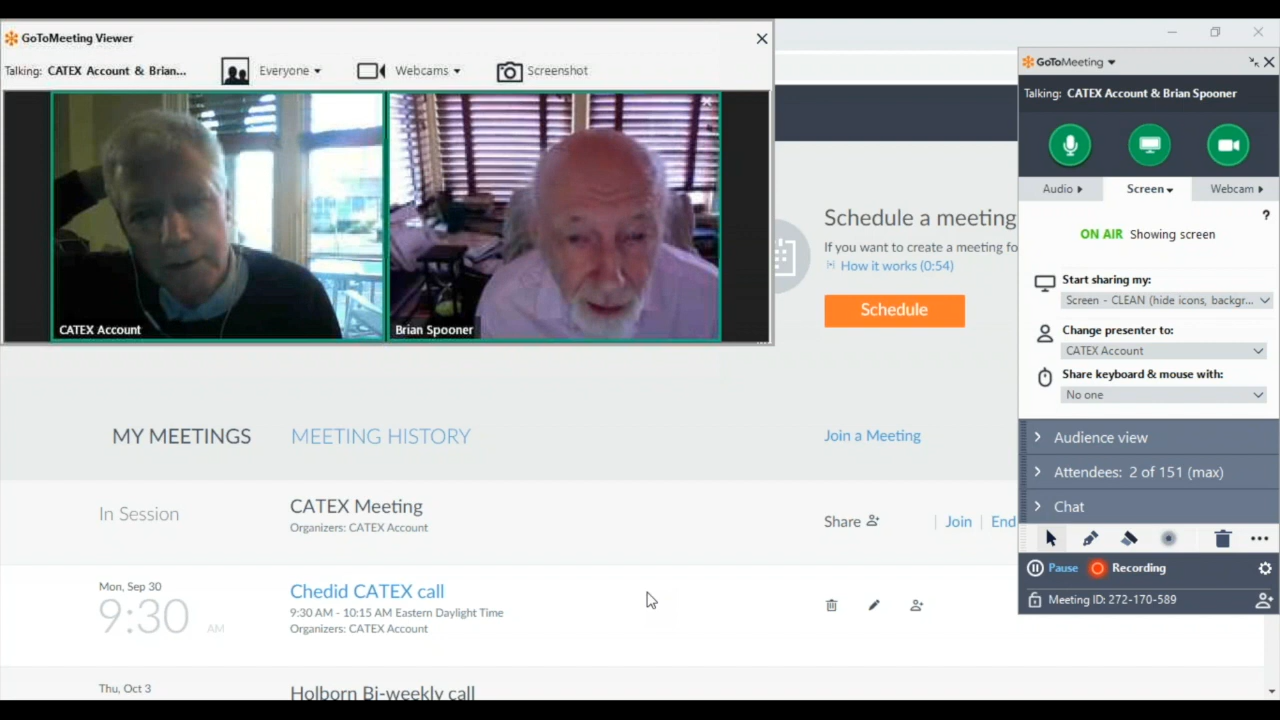 GoToMeeting Viewer
Talking: CATEX Account & Brian...
Everyone
Webcams
Screenshot
CATEX Account
Brian Spooner
Schedule a meeting
If you want to create a meeting fo
How it works (0:54)
Schedule
MY MEETINGS
MEETING HISTORY
Join a Meeting
In Session
CATEX Meeting
Organizers: CATEX Account
Share
Join
End
Mon, Sep 30
9:30 AM
Chedid CATEX call
9:30 AM - 10:15 AM Eastern Daylight Time
Organizers: CATEX Account
Thu, Oct 3
Holborn Bi-weekly call
GoToMeeting
Talking: CATEX Account & Brian Spooner
Audio
Screen
Webcam
?
ON AIR Showing screen
Start sharing my:
Screen - CLEAN (hide icons, backgr...
Change presenter to:
CATEX Account
Share keyboard & mouse with:
No one
Audience view
Attendees: 2 of 151 (max)
Chat
Pause
Recording
Meeting ID: 272-170-589